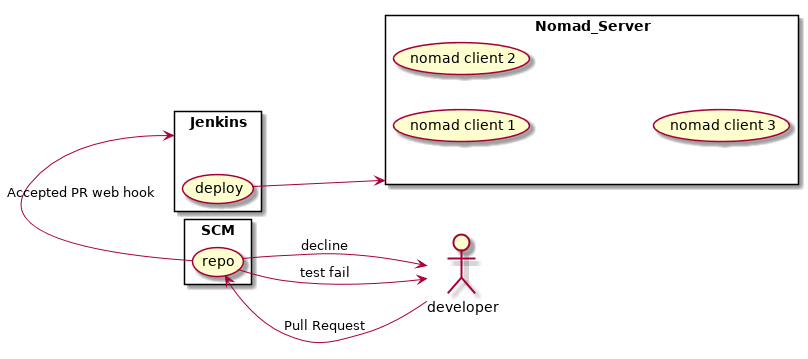 Nomad_Server
nomad client 2
nomad client 1
nomad client 3
Jenkins
deploy
Accepted PR web hook
SCM
repo
decline
test fail
developer
Pull Request